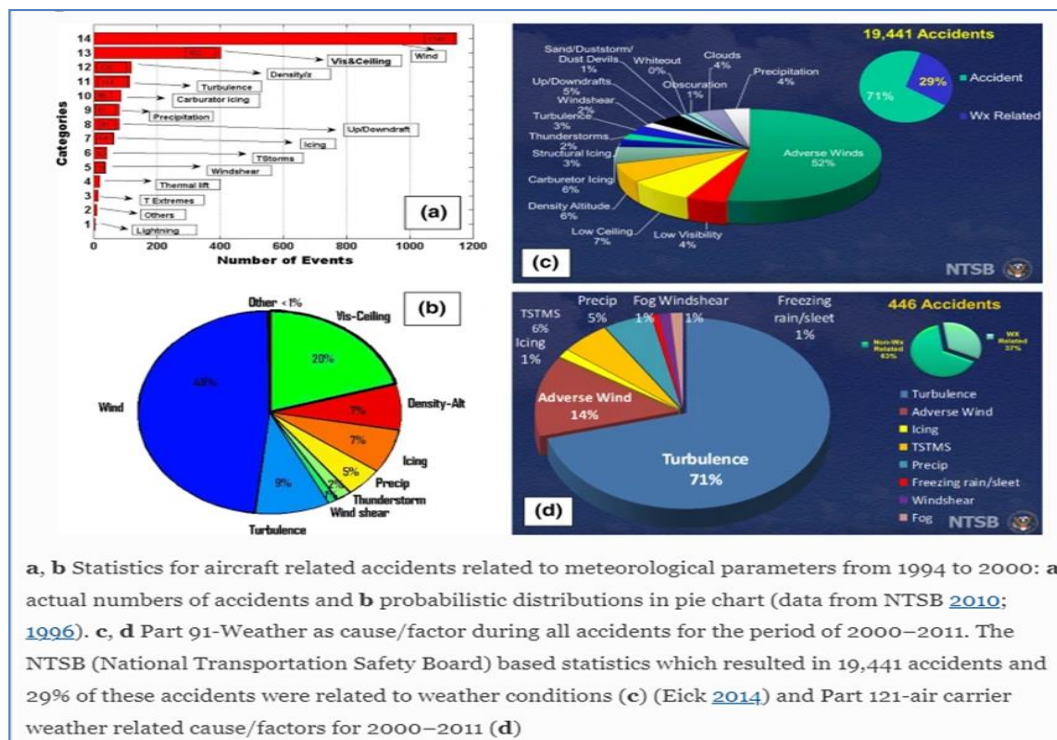 14
13
12
11
10
9
8
7
6
5
4
3
2
1
Categories
Wind
Vis&Ceiling
Density/z
Turbulence
Carburator icing
Precipitation
Up/Downdraft
Icing
TStorms
Windshear
Thermal lift
T Extremes
Others
Lightning
(a)
0 200 400 600 800 1000 1200
Number of Events
19,441 Accidents
29%
71%
Accident
Wx Related
Sand/Duststorm/
Dust Devils
1%
Whiteout
0%
Clouds
4%
Up/Downdrafts
5%
Obscuration
1%
Precipitation
4%
Windshear
2%
Turbulence
3%
Thunderstorms
2%
Structural Icing
3%
Carburetor Icing
6%
Density Altitude
6%
Low Ceiling
7%
Low Visibility
4%
Adverse Winds
52%
(c)
NTSB
(b)
Other <1%
Vis-Ceiling
20%
Density-Alt
7%
Icing
7%
Precip
5%
Thunderstorm
2%
Wind shear
1%
Turbulence
9%
Wind
TSTMS
6%
Icing
1%
Precip
5%
Fog
1%
Windshear
1%
Freezing
rain/sleet
1%
Adverse Wind
14%
Turbulence
71%
446 Accidents
Non-Wx
Related
63%
WX
Related
37%
Turbulence
Adverse Wind
Icing
TSTMS
Precip
Freezing rain/sleet
Windshear
Fog
(d)
NTSB
a, b Statistics for aircraft related accidents related to meteorological parameters from 1994 to 2000: a
actual numbers of accidents and b probabilistic distributions in pie chart (data from NTSB 2010;
1996). c, d Part 91-Weather as cause/factor during all accidents for the period of 2000–2011. The
NTSB (National Transportation Safety Board) based statistics which resulted in 19,441 accidents and
29% of these accidents were related to weather conditions (c) (Eick 2014) and Part 121-air carrier
weather related cause/factors for 2000–2011 (d)